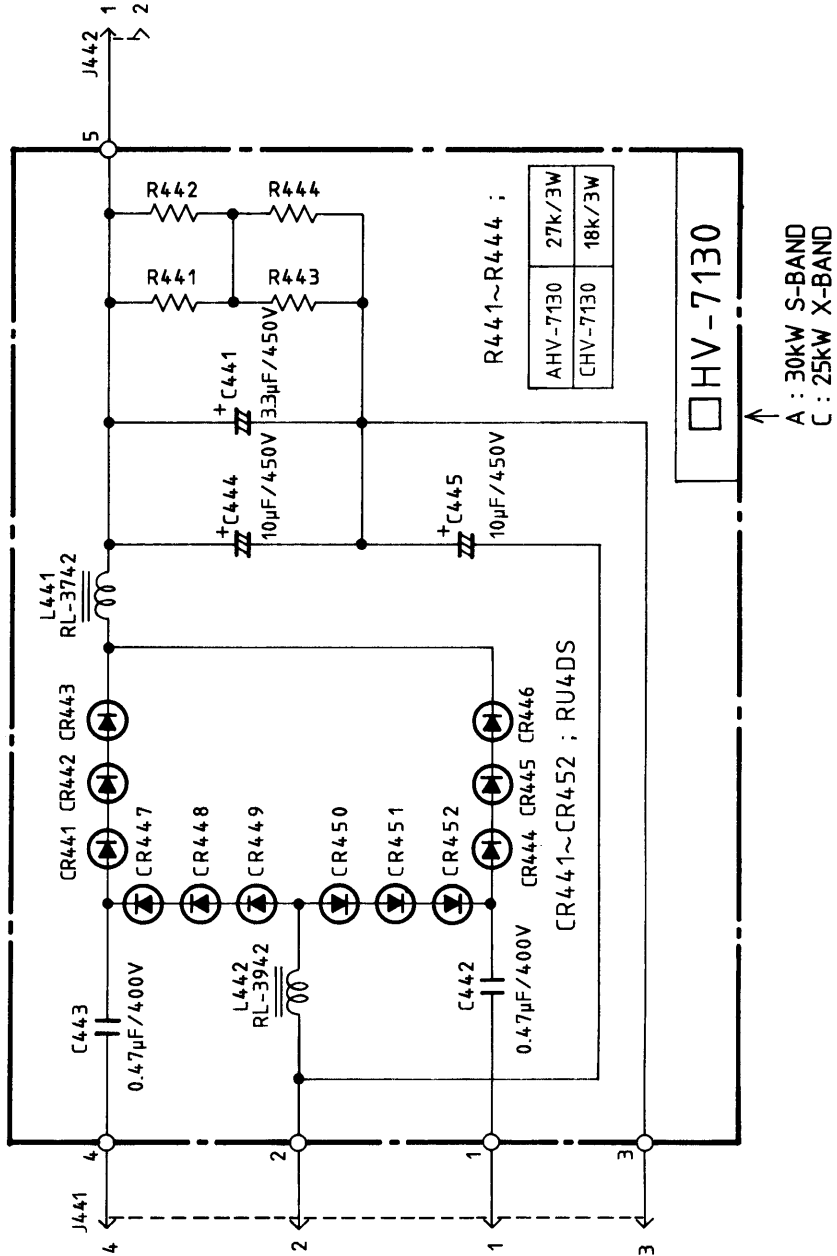 J442
1
2
5
R442
R444
R441
R443
+
C441
3.3µF/450V
+
C444
10µF/450V
+
C445
10µF/450V
R441~R444 ;
AHV-7130 27k/3W
CHV-7130 18k/3W
□HV-7130
A : 30kW S-BAND
C : 25kW X-BAND
L441
RL-3742
CR441 CR442 CR443
CR447
CR448
CR449
CR450
CR451
CR452
CR444 CR445 CR446
CR441~CR452 ; RU4DS
C443
0.47µF/400V
L442
RL-3942
C442
0.47µF/400V
J441
4
4
2
2
1
1
3
3